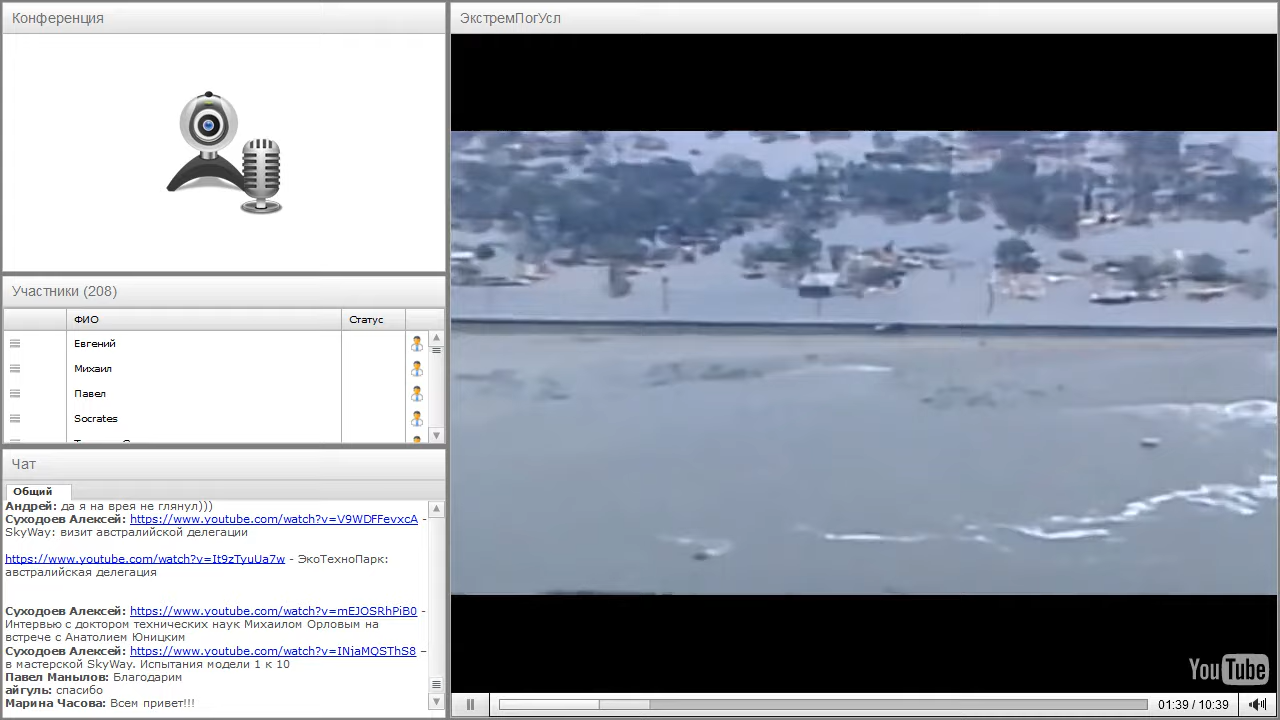 Конференция
ЭкстремПогУсл
Участники (208)
ФИО
Статус
Евгений
Михаил
Павел
Socrates
Чат
Общий
Андрей: да я на врея не глянул)))
Суходоев Алексей: https://www.youtube.com/watch?v=V9WDFFevxcA -
SkyWay: визит австралийской делегации
https://www.youtube.com/watch?v=It9zTyuUa7w - ЭкоТехноПарк:
австралийская делегация
Суходоев Алексей: https://www.youtube.com/watch?v=mEJOSRhPiB0 -
Интервью с доктором технических наук Михаилом Орловым на
встрече с Анатолием Юницким
Суходоев Алексей: https://www.youtube.com/watch?v=INjaMQSThS8 –
в мастерской SkyWay. Испытания модели 1 к 10
Павел Манылов: Благодарим
айгуль: спасибо
Марина Часова: Всем привет!!!
YouTube
01:39 / 10:39